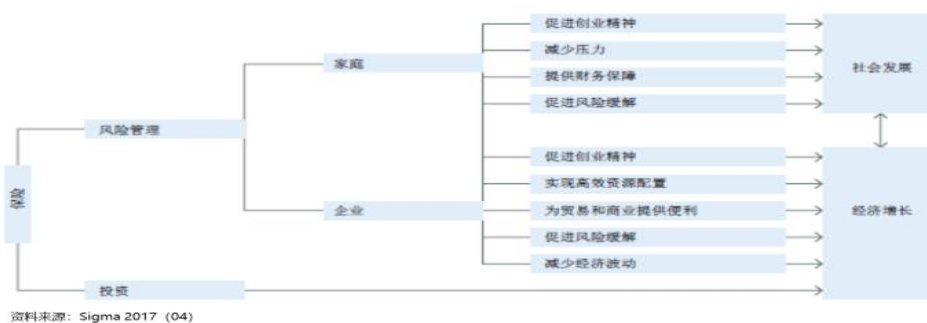 保险
风险管理
投资
家庭
企业
促进创业精神
减少压力
提供财务保障
促进风险缓解
促进创业精神
实现高效资源配置
为贸易和商业提供便利
促进风险缓解
减少经济波动
社会发展
经济增长
资料来源：Sigma 2017（04）